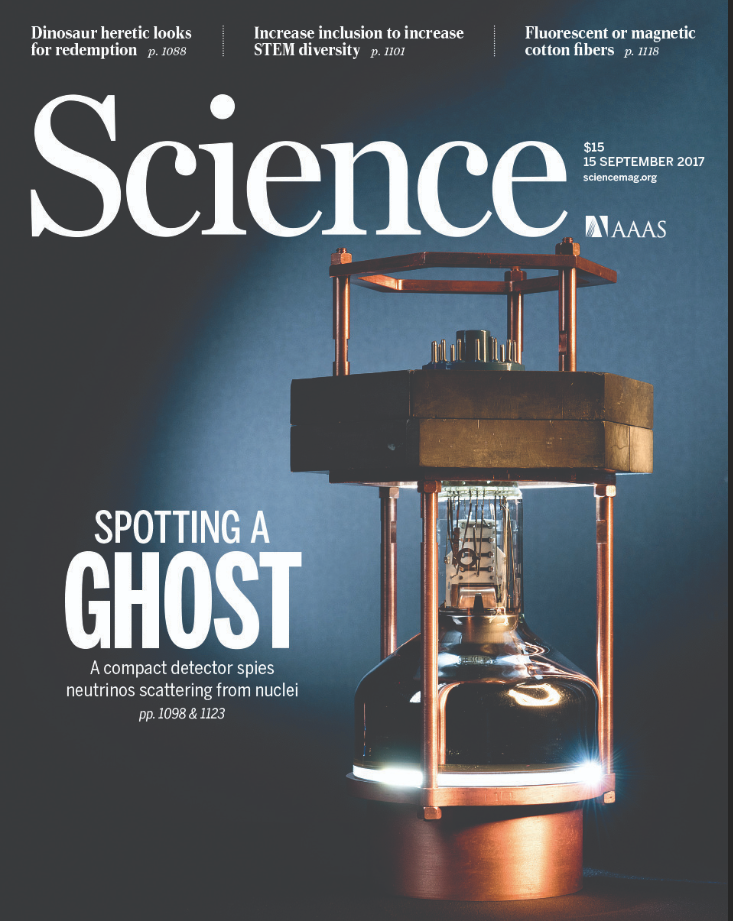 Dinosaur heretic looks
for redemption p. 1088
Increase inclusion to increase
STEM diversity p. 1101
Fluorescent or magnetic
cotton fibers p. 1118
Science
$15
15 SEPTEMBER 2017
sciencemag.org
AAAS
SPOTTING A
GHOST
A compact detector spies
neutrinos scattering from nuclei
pp. 1098 & 1123